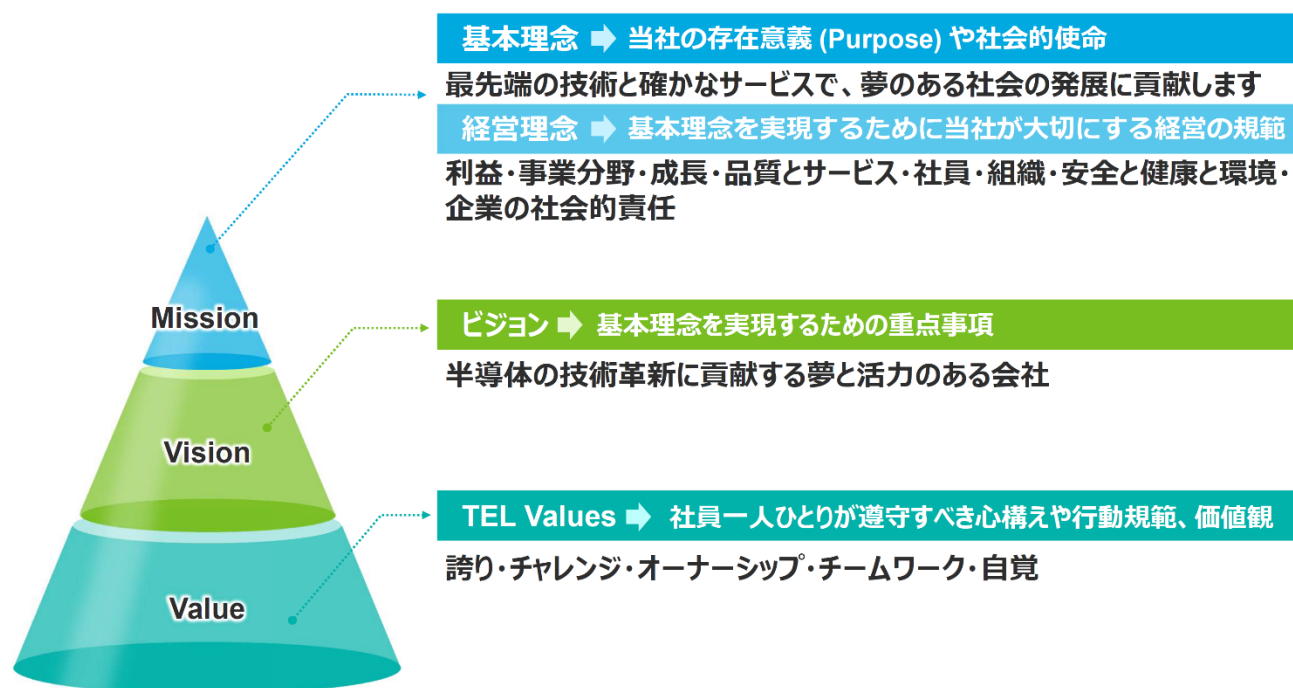 基本理念 ➡ 当社の存在意義 (Purpose) や社会的使命
最先端の技術と確かなサービスで、夢のある社会の発展に貢献します
経営理念 ➡ 基本理念を実現するために当社が大切にする経営の規範
利益・事業分野・成長・品質とサービス・社員・組織・安全と健康と環境・
企業の社会的責任
Mission
ビジョン ➡ 基本理念を実現するための重点事項
半導体の技術革新に貢献する夢と活力のある会社
Vision
TEL Values ➡ 社員一人ひとりが遵守すべき心構えや行動規範、価値観
誇り・チャレンジ・オーナーシップ・チームワーク・自覚
Value